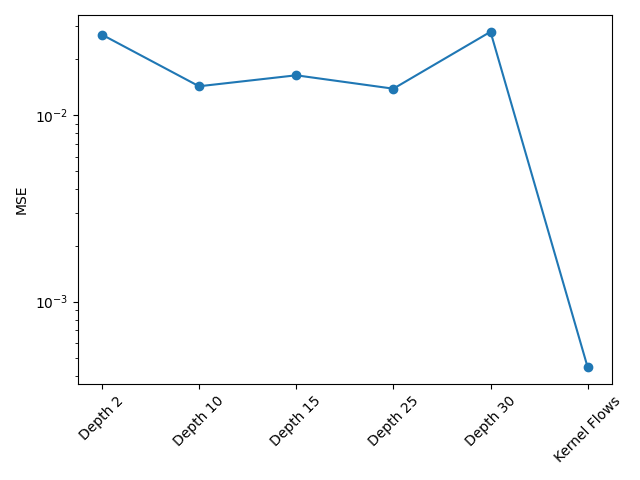 MSE
10⁻²
10⁻³
Depth 2
Depth 10
Depth 15
Depth 25
Depth 30
Kernel Flows